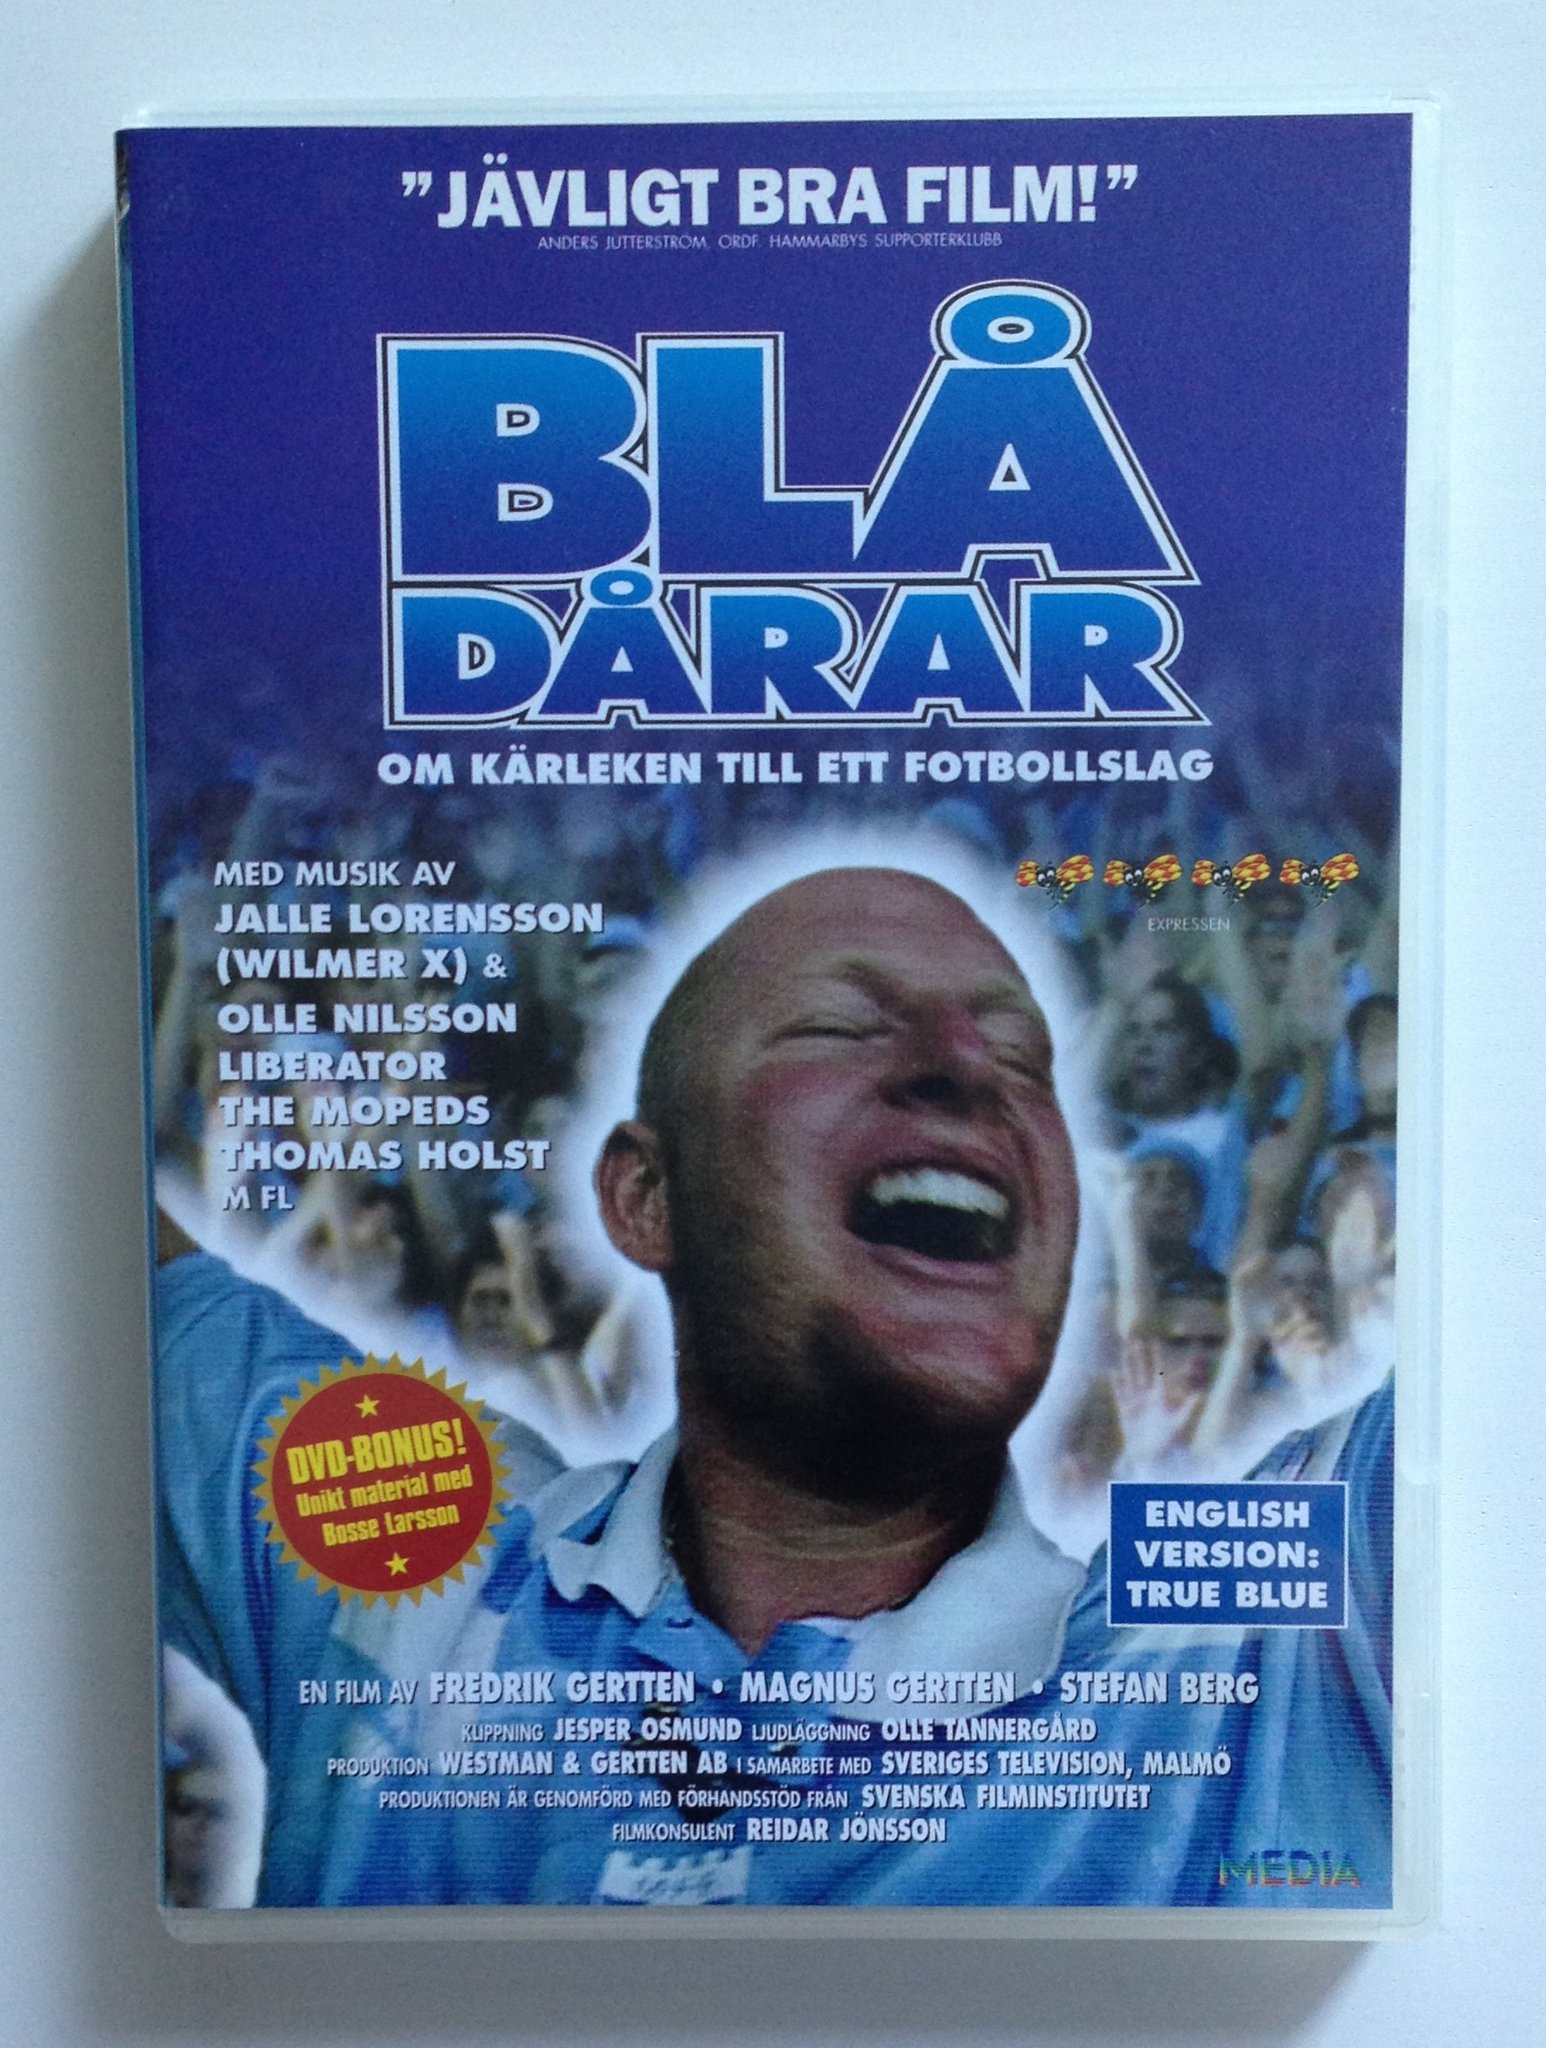 "JÄVLIGT BRA FILM!"
ANDERS JUTTERSTRÖM, ORDF. HAMMARBYS SUPPORTERKLUBB
BLÅ
DÅRAR
OM KÄRLEKEN TILL ETT FOTBOLLSLAG
MED MUSIK AV
JALLE LORENSSON
(WILMER X) &
OLLE NILSSON
LIBERATOR
THE MOPEDS
THOMAS HOLST
M FL
EXPRESSEN
DVD-BONUS!
Unikt material med
Bosse Larsson
ENGLISH
VERSION:
TRUE BLUE
EN FILM AV FREDRIK GERTTEN • MAGNUS GERTTEN • STEFAN BERG
KLIPPNING JESPER OSMUND LJUDLÄGGNING OLLE TANNERGÅRD
PRODUKTION WESTMAN & GERTTEN AB I SAMARBETE MED SVERIGES TELEVISION, MALMÖ
PRODUKTIONEN ÄR GENOMFÖRD MED FÖRHANDSSTÖD FRÅN SVENSKA FILMINSTITUTET
FILMKONSULENT REIDAR JÖNSSON
MEDIA